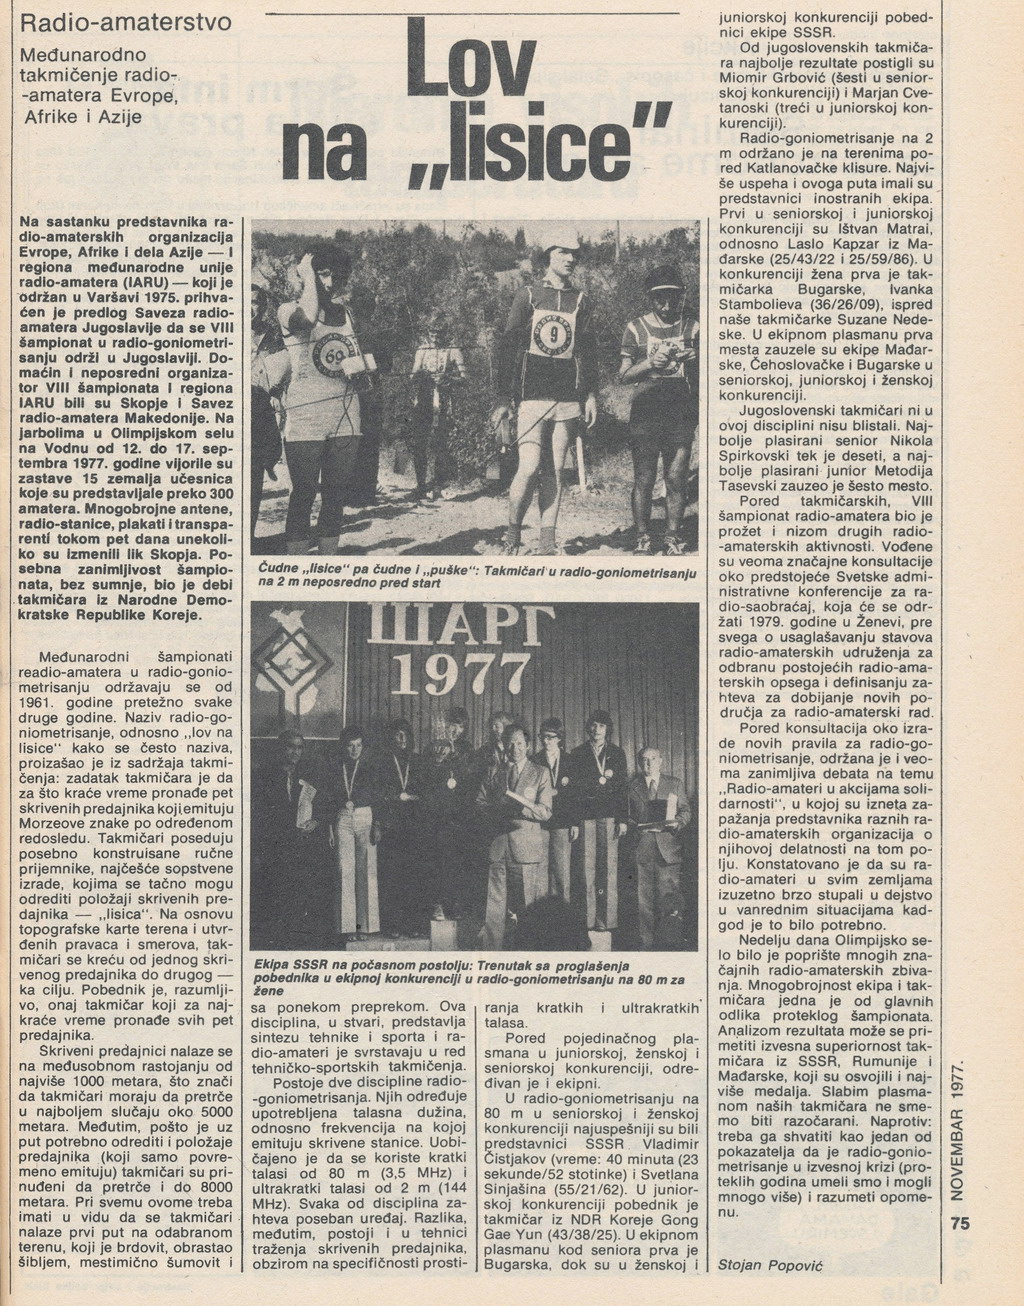 Radio-amaterstvo
Međunarodno
takmičenje radio-
-amatera Evrope,
Afrike i Azije
Lov
na „lisice"
Na sastanku predstavnika ra-
dio-amaterskih organizacija
Evrope, Afrike i dela Azije — I
regiona međunarodne unije
radio-amatera (IARU) — koji je
održan u Varšavi 1975. prihva-
ćen je predlog Saveza radio-
amatera Jugoslavije da se VIII
šampionat u radio-goniometri-
sanju održi u Jugoslaviji. Do-
maćin i neposredni organiza-
tor VIII šampionata I regiona
IARU bili su Skopje i Savez
radio-amatera Makedonije. Na
jarbolima u Olimpijskom selu
na Vodnu od 12. do 17. sep-
tembra 1977. godine vijorile su
zastave 15 zemalja učesnica
koje su predstavljale preko 300
amatera. Mnogobrojne antene,
radio-stanice, plakati i transpa-
renti tokom pet dana unekoli-
ko su izmenili lik Skopja. Po-
sebna zanimljivost šampio-
nata, bez sumnje, bio je debi
takmičara iz Narodne Demo-
kratske Republike Koreje.
Međunarodni šampionati
readio-amatera u radio-gonio-
metrisanju održavaju se od
1961. godine pretežno svake
druge godine. Naziv radio-go-
niometrisanje, odnosno „lov na
lisice" kako se često naziva,
proizašao je iz sadržaja takmi-
čenja: zadatak takmičara je da
za što kraće vreme pronađe pet
skrivenih predajnika koji emituju
Morzeove znake po određenom
redosledu. Takmičari poseduju
posebno konstruisane ručne
prijemnike, najčešće sopstvene
izrade, kojima se tačno mogu
odrediti položaji skrivenih pre-
dajnika — „lisica". Na osnovu
topografske karte terena i utvr-
đenih pravaca i smerova, tak-
mičari se kreću od jednog skri-
venog predajnika do drugog —
ka cilju. Pobednik je, razumlji-
vo, onaj takmičar koji za naj-
kraće vreme pronađe svih pet
predajnika.
Skriveni predajnici nalaze se
na međusobnom rastojanju od
najviše 1000 metara, što znači
da takmičari moraju da pretrče
u najboljem slučaju oko 5000
metara. Međutim, pošto je uz
put potrebno odrediti i položaje
predajnika (koji samo povre-
meno emituju) takmičari su pri-
nuđeni da pretrče i do 8000
metara. Pri svemu ovome treba
imati u vidu da se takmičari
nalaze prvi put na odabranom
terenu, koji je brdovit, obrastao
šibljem, mestimično šumovit i
69
9
Čudne „lisice" pa čudne i „puške": Takmičari u radio-goniometrisanju
na 2 m neposredno pred start
ШАРГ
1977
Ekipa SSSR na počasnom postolju: Trenutak sa proglašenja
pobednika u ekipnoj konkurenciji u radio-goniometrisanju na 80 m za
žene
sa ponekom preprekom. Ova
disciplina, u stvari, predstavlja
sintezu tehnike i sporta i ra-
dio-amateri je svrstavaju u red
tehničko-sportskih takmičenja.
Postoje dve discipline radio-
-goniometrisanja. Njih određuje
upotrebljena talasna dužina,
odnosno frekvencija na kojoj
emituju skrivene stanice. Uobi-
čajeno je da se koriste kratki
talasi od 80 m (3,5 MHz) i
ultrakratki talasi od 2 m (144
MHz). Svaka od disciplina za-
hteva poseban uređaj. Razlika,
međutim, postoji i u tehnici
traženja skrivenih predajnika,
obzirom na specifičnosti prosti-
ranja kratkih i ultrakratkih
talasa.
Pored pojedinačnog pla-
smana u juniorskoj, ženskoj i
seniorskoj konkurenciji, odre-
đivan je i ekipni.
U radio-goniometrisanju na
80 m u seniorskoj i ženskoj
konkurenciji najuspešniji su bili
predstavnici SSSR Vladimir
Čistjakov (vreme: 40 minuta (23
sekunde/52 stotinke) i Svetlana
Sinjašina (55/21/62). U junior-
skoj konkurenciji pobednik je
takmičar iz NDR Koreje Gong
Gae Yun (43/38/25). U ekipnom
plasmanu kod seniora prva je
Bugarska, dok su u ženskoj i
juniorskoj konkurenciji pobed-
nici ekipe SSSR.
Od jugoslovenskih takmiča-
ra najbolje rezultate postigli su
Miomir Grbović (šesti u senior-
skoj konkurenciji) i Marjan Cve-
tanoski (treći u juniorskoj kon-
kurenciji).
Radio-goniometrisanje na 2
m održano je na terenima po-
red Katlanovačke klisure. Najvi-
še uspeha i ovoga puta imali su
predstavnici inostranih ekipa.
Prvi u seniorskoj i juniorskoj
konkurenciji su Ištvan Matrai,
odnosno Laslo Kapzar iz Ma-
đarske (25/43/22 i 25/59/86). U
konkurenciji žena prva je tak-
mičarka Bugarske, Ivanka
Stambolieva (36/26/09), ispred
naše takmičarke Suzane Nede-
ske. U ekipnom plasmanu prva
mesta zauzele su ekipe Mađar-
ske, Čehoslovačke i Bugarske u
seniorskoj, juniorskoj i ženskoj
konkurenciji.
Jugoslovenski takmičari ni u
ovoj disciplini nisu blistali. Naj-
bolje plasirani senior Nikola
Spirkovski tek je deseti, a naj-
bolje plasirani junior Metodija
Tasevski zauzeo je šesto mesto.
Pored takmičarskih, VIII
šampionat radio-amatera bio je
prožet i nizom drugih radio-
-amaterskih aktivnosti. Vođene
su veoma značajne konsultacije
oko predstojeće Svetske admi-
nistrativne konferencije za ra-
dio-saobraćaj, koja će se odr-
žati 1979. godine u Ženevi, pre
svega o usaglašavanju stavova
radio-amaterskih udruženja za
odbranu postojećih radio-ama-
terskih opsega i definisanju za-
hteva za dobijanje novih po-
dručja za radio-amaterski rad.
Pored konsultacija oko izra-
de novih pravila za radio-go-
niometrisanje, održana je i veo-
ma zanimljiva debata na temu
„Radio-amateri u akcijama soli-
darnosti", u kojoj su izneta za-
pažanja predstavnika raznih ra-
dio-amaterskih organizacija o
njihovoj delatnosti na tom po-
lju. Konstatovano je da su ra-
dio-amateri u svim zemljama
izuzetno brzo stupali u dejstvo
u vanrednim situacijama kad-
god je to bilo potrebno.
Nedelju dana Olimpijsko se-
lo bilo je poprište mnogih zna-
čajnih radio-amaterskih zbiva-
nja. Mnogobrojnost ekipa i tak-
mičara jedna je od glavnih
odlika proteklog šampionata.
Analizom rezultata može se pri-
metiti izvesna superiornost tak-
mičara iz SSSR, Rumunije i
Mađarske, koji su osvojili i naj-
više medalja. Slabim plasma-
nom naših takmičara ne sme-
mo biti razočarani. Naprotiv:
treba ga shvatiti kao jedan od
pokazatelja da je radio-gonio-
metrisanje u izvesnoj krizi (pro-
teklih godina umeli smo i mogli
mnogo više) i razumeti opome-
nu.
Stojan Popović
NOVEMBAR 1977.
75